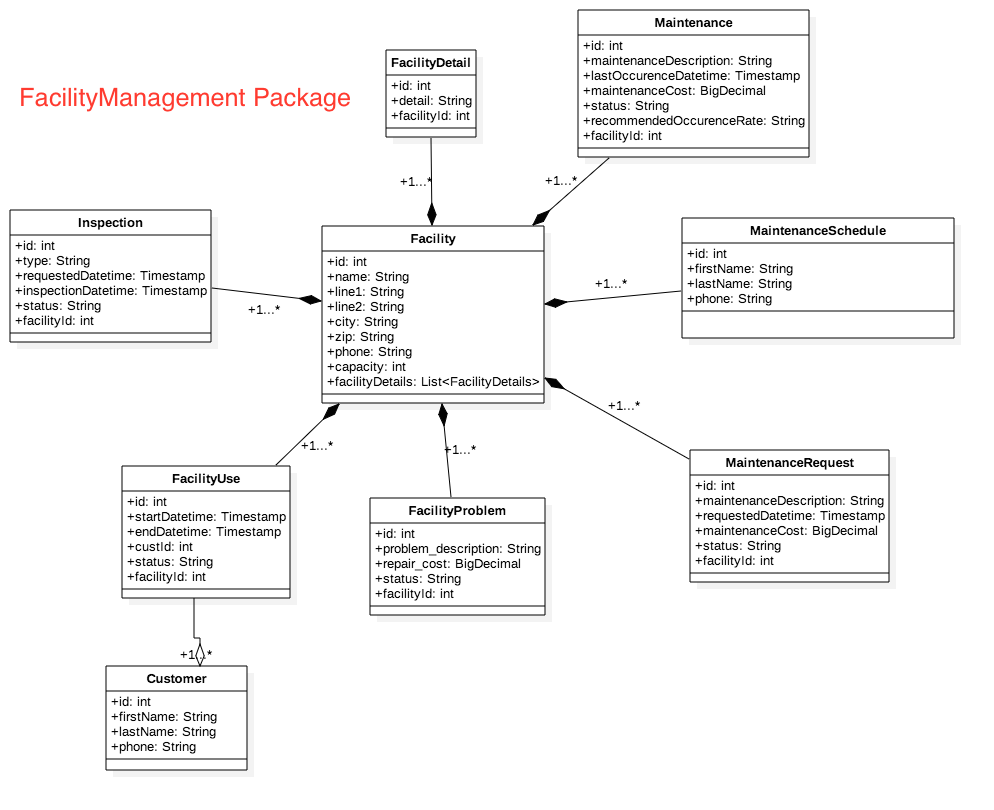 FacilityManagement Package
FacilityDetail
+id: int
+detail: String
+facilityId: int
Maintenance
+id: int
+maintenanceDescription: String
+lastOccurenceDatetime: Timestamp
+maintenanceCost: BigDecimal
+status: String
+recommendedOccurenceRate: String
+facilityId: int
+1...*
+1...*
Inspection
+id: int
+type: String
+requestedDatetime: Timestamp
+inspectionDatetime: Timestamp
+status: String
+facilityId: int
+1...*
Facility
+id: int
+name: String
+line1: String
+line2: String
+city: String
+zip: String
+phone: String
+capacity: int
+facilityDetails: List<FacilityDetails>
+1...*
MaintenanceSchedule
+id: int
+firstName: String
+lastName: String
+phone: String
+1...*
+1...*
+1...*
FacilityUse
+id: int
+startDatetime: Timestamp
+endDatetime: Timestamp
+custId: int
+status: String
+facilityId: int
FacilityProblem
+id: int
+problem_description: String
+repair_cost: BigDecimal
+status: String
+facilityId: int
MaintenanceRequest
+id: int
+maintenanceDescription: String
+requestedDatetime: Timestamp
+maintenanceCost: BigDecimal
+status: String
+facilityId: int
+1...*
Customer
+id: int
+firstName: String
+lastName: String
+phone: String